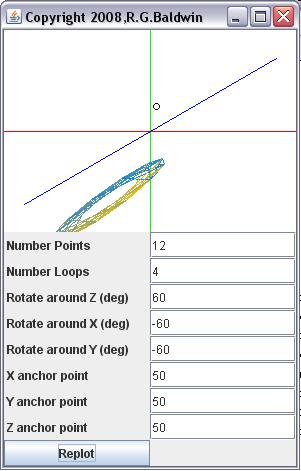 Copyright 2008,R.G.Baldwin
Number Points 12
Number Loops 4
Rotate around Z (deg) 60
Rotate around X (deg) -60
Rotate around Y (deg) -60
X anchor point 50
Y anchor point 50
Z anchor point 50
Replot